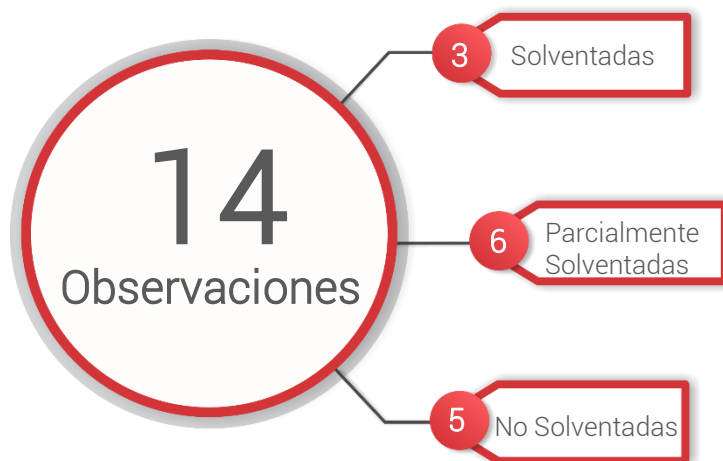 14
Observaciones
3
Solventadas
6
Parcialmente
Solventadas
5
No Solventadas